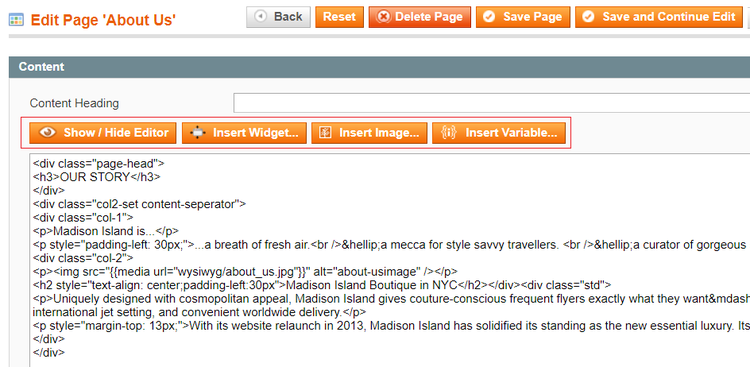 Edit Page 'About Us'
Back
Reset
Delete Page
Save Page
Save and Continue Edit
Content
Content Heading
Show / Hide Editor
Insert Widget...
Insert Image...
Insert Variable...
<div class="page-head">
<h3>OUR STORY</h3>
</div>
<div class="col2-set content-seperator">
<div class="col-1">
<p>Madison Island is...</p>
<p style="padding-left: 30px;">...a breath of fresh air.<br />&hellip;a mecca for style savvy travellers. <br />&hellip;a curator of gorgeous
<div class="col-2">
<p><img src="{{media url="wysiwyg/about_us.jpg"}}" alt="about-usimage" /></p>
<h2 style="text-align: center;padding-left:30px">Madison Island Boutique in NYC</h2></div><div class="std">
<p>Uniquely designed with cosmopolitan appeal, Madison Island gives couture-conscious frequent flyers exactly what they want&mdash
international jet setting, and convenient worldwide delivery.</p>
<p style="margin-top: 13px;">With its website relaunch in 2013, Madison Island has solidified its standing as the new essential luxury. Its
</div>
</div>